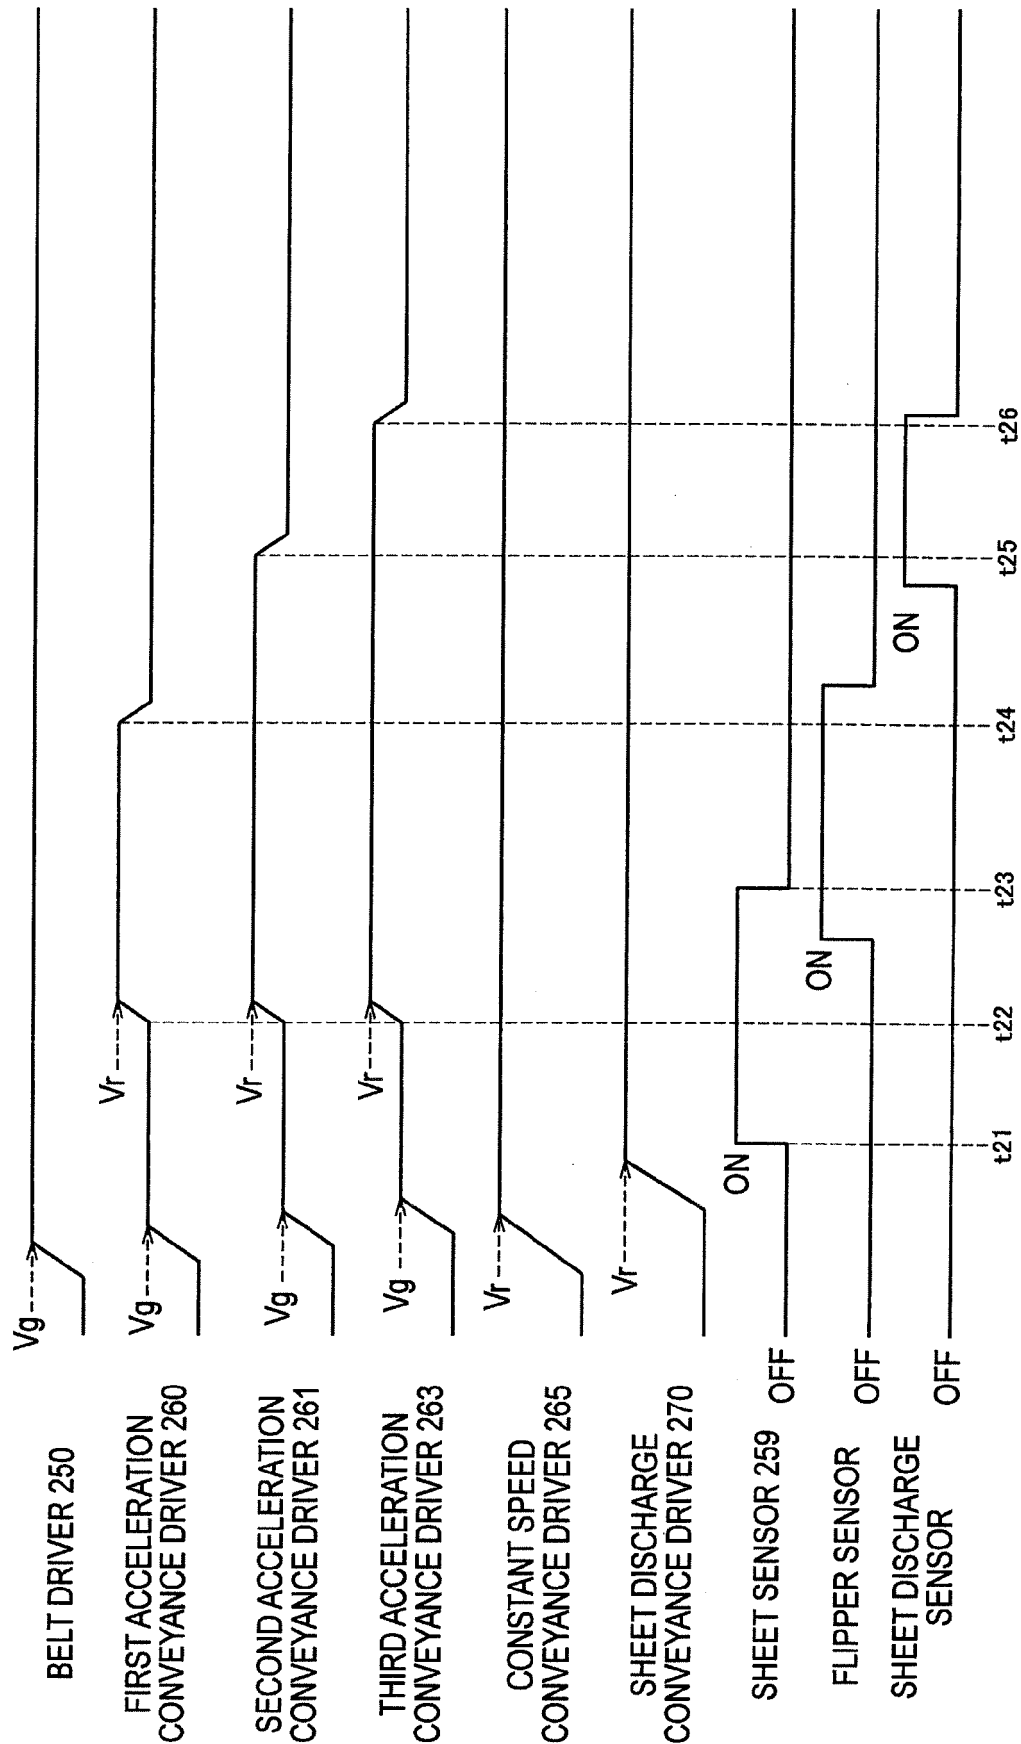 BELT DRIVER 250
Vg
FIRST ACCELERATION
CONVEYANCE DRIVER 260
Vg
Vr
SECOND ACCELERATION
CONVEYANCE DRIVER 261
Vg
Vr
THIRD ACCELERATION
CONVEYANCE DRIVER 263
Vg
Vr
CONSTANT SPEED
CONVEYANCE DRIVER 265
Vr
SHEET DISCHARGE
CONVEYANCE DRIVER 270
Vr
SHEET SENSOR 259
OFF
ON
FLIPPER SENSOR
OFF
ON
SHEET DISCHARGE
SENSOR
OFF
ON
t21
t22
t23
t24
t25
t26